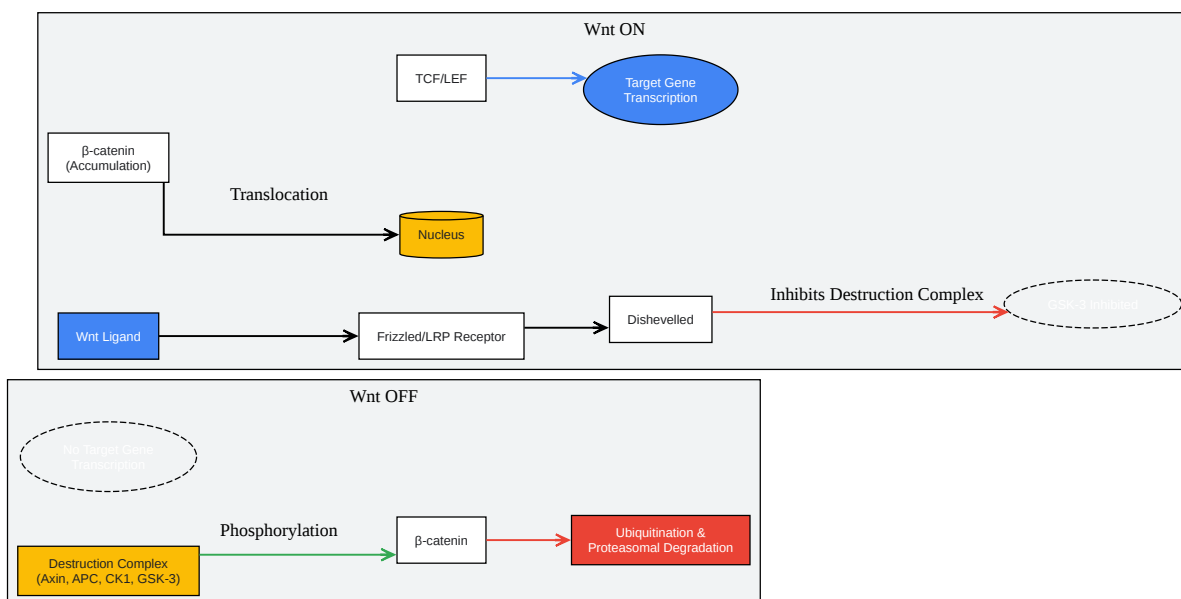 Wnt ON
TCF/LEF
Target Gene
Transcription
β-catenin
(Accumulation)
Translocation
Nucleus
Inhibits Destruction Complex
GSK-3 Inhibited
Wnt Ligand
Frizzled/LRP Receptor
Dishevelled
Wnt OFF
No Target Gene
Transcription
Phosphorylation
Destruction Complex
(Axin, APC, CK1, GSK-3)
β-catenin
Ubiquitination &
Proteasomal Degradation